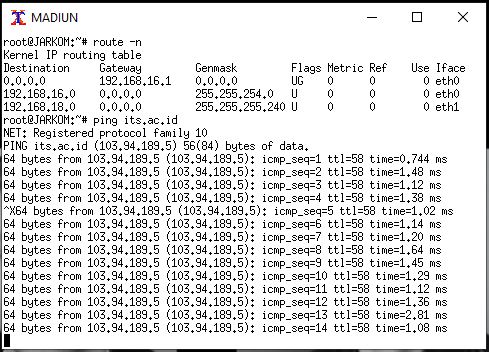 MADIUN
root@JARKOM:~# route -n
Kernel IP routing table
Destination     Gateway         Genmask         Flags Metric Ref    Use Iface
0.0.0.0         192.168.16.1    0.0.0.0         UG    0      0        0 eth0
192.168.16.0    0.0.0.0         255.255.254.0   U     0      0        0 eth0
192.168.18.0    0.0.0.0         255.255.255.240 U     0      0        0 eth1
root@JARKOM:~# ping its.ac.id
NET: Registered protocol family 10
PING its.ac.id (103.94.189.5) 56(84) bytes of data.
64 bytes from 103.94.189.5 (103.94.189.5): icmp_seq=1 ttl=58 time=0.744 ms
64 bytes from 103.94.189.5 (103.94.189.5): icmp_seq=2 ttl=58 time=1.48 ms
64 bytes from 103.94.189.5 (103.94.189.5): icmp_seq=3 ttl=58 time=1.12 ms
64 bytes from 103.94.189.5 (103.94.189.5): icmp_seq=4 ttl=58 time=1.38 ms
^X64 bytes from 103.94.189.5 (103.94.189.5): icmp_seq=5 ttl=58 time=1.02 ms
64 bytes from 103.94.189.5 (103.94.189.5): icmp_seq=6 ttl=58 time=1.14 ms
64 bytes from 103.94.189.5 (103.94.189.5): icmp_seq=7 ttl=58 time=1.20 ms
64 bytes from 103.94.189.5 (103.94.189.5): icmp_seq=8 ttl=58 time=1.64 ms
64 bytes from 103.94.189.5 (103.94.189.5): icmp_seq=9 ttl=58 time=1.45 ms
64 bytes from 103.94.189.5 (103.94.189.5): icmp_seq=10 ttl=58 time=1.29 ms
64 bytes from 103.94.189.5 (103.94.189.5): icmp_seq=11 ttl=58 time=1.12 ms
64 bytes from 103.94.189.5 (103.94.189.5): icmp_seq=12 ttl=58 time=1.36 ms
64 bytes from 103.94.189.5 (103.94.189.5): icmp_seq=13 ttl=58 time=2.81 ms
64 bytes from 103.94.189.5 (103.94.189.5): icmp_seq=14 ttl=58 time=1.08 ms